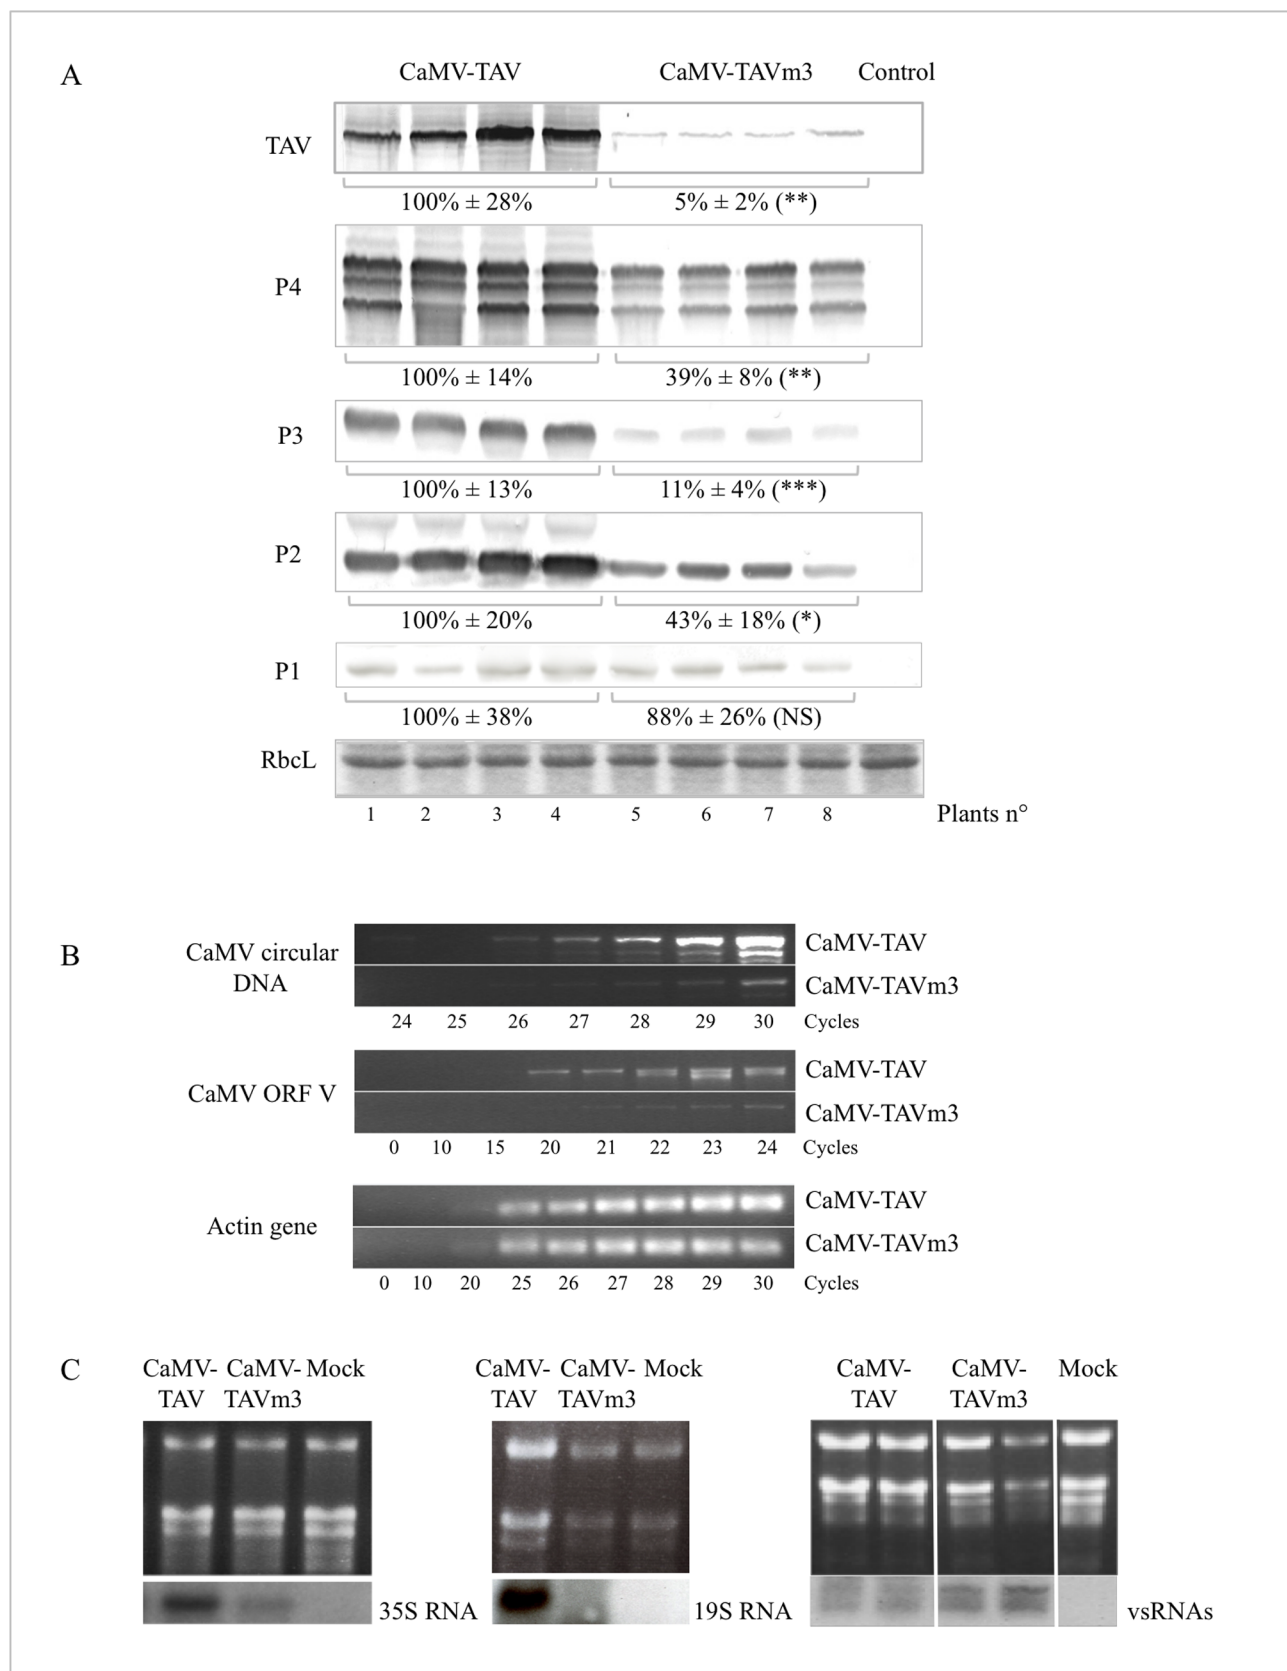 A
CaMV-TAV CaMV-TAVm3 Control
TAV
100% ± 28% 5% ± 2% (**)
P4
100% ± 14% 39% ± 8% (**)
P3
100% ± 13% 11% ± 4% (***)
P2
100% ± 20% 43% ± 18% (*)
P1
100% ± 38% 88% ± 26% (NS)
RbcL
1 2 3 4 5 6 7 8 Plants n°
B
CaMV circular
DNA
CaMV-TAV
CaMV-TAVm3
24 25 26 27 28 29 30 Cycles
CaMV ORF V
CaMV-TAV
CaMV-TAVm3
0 10 15 20 21 22 23 24 Cycles
Actin gene
CaMV-TAV
CaMV-TAVm3
0 10 20 25 26 27 28 29 30 Cycles
C
CaMV- CaMV- Mock
TAV TAVm3
35S RNA
CaMV- CaMV- Mock
TAV TAVm3
19S RNA
CaMV- CaMV- Mock
TAV TAVm3
vsRNAs